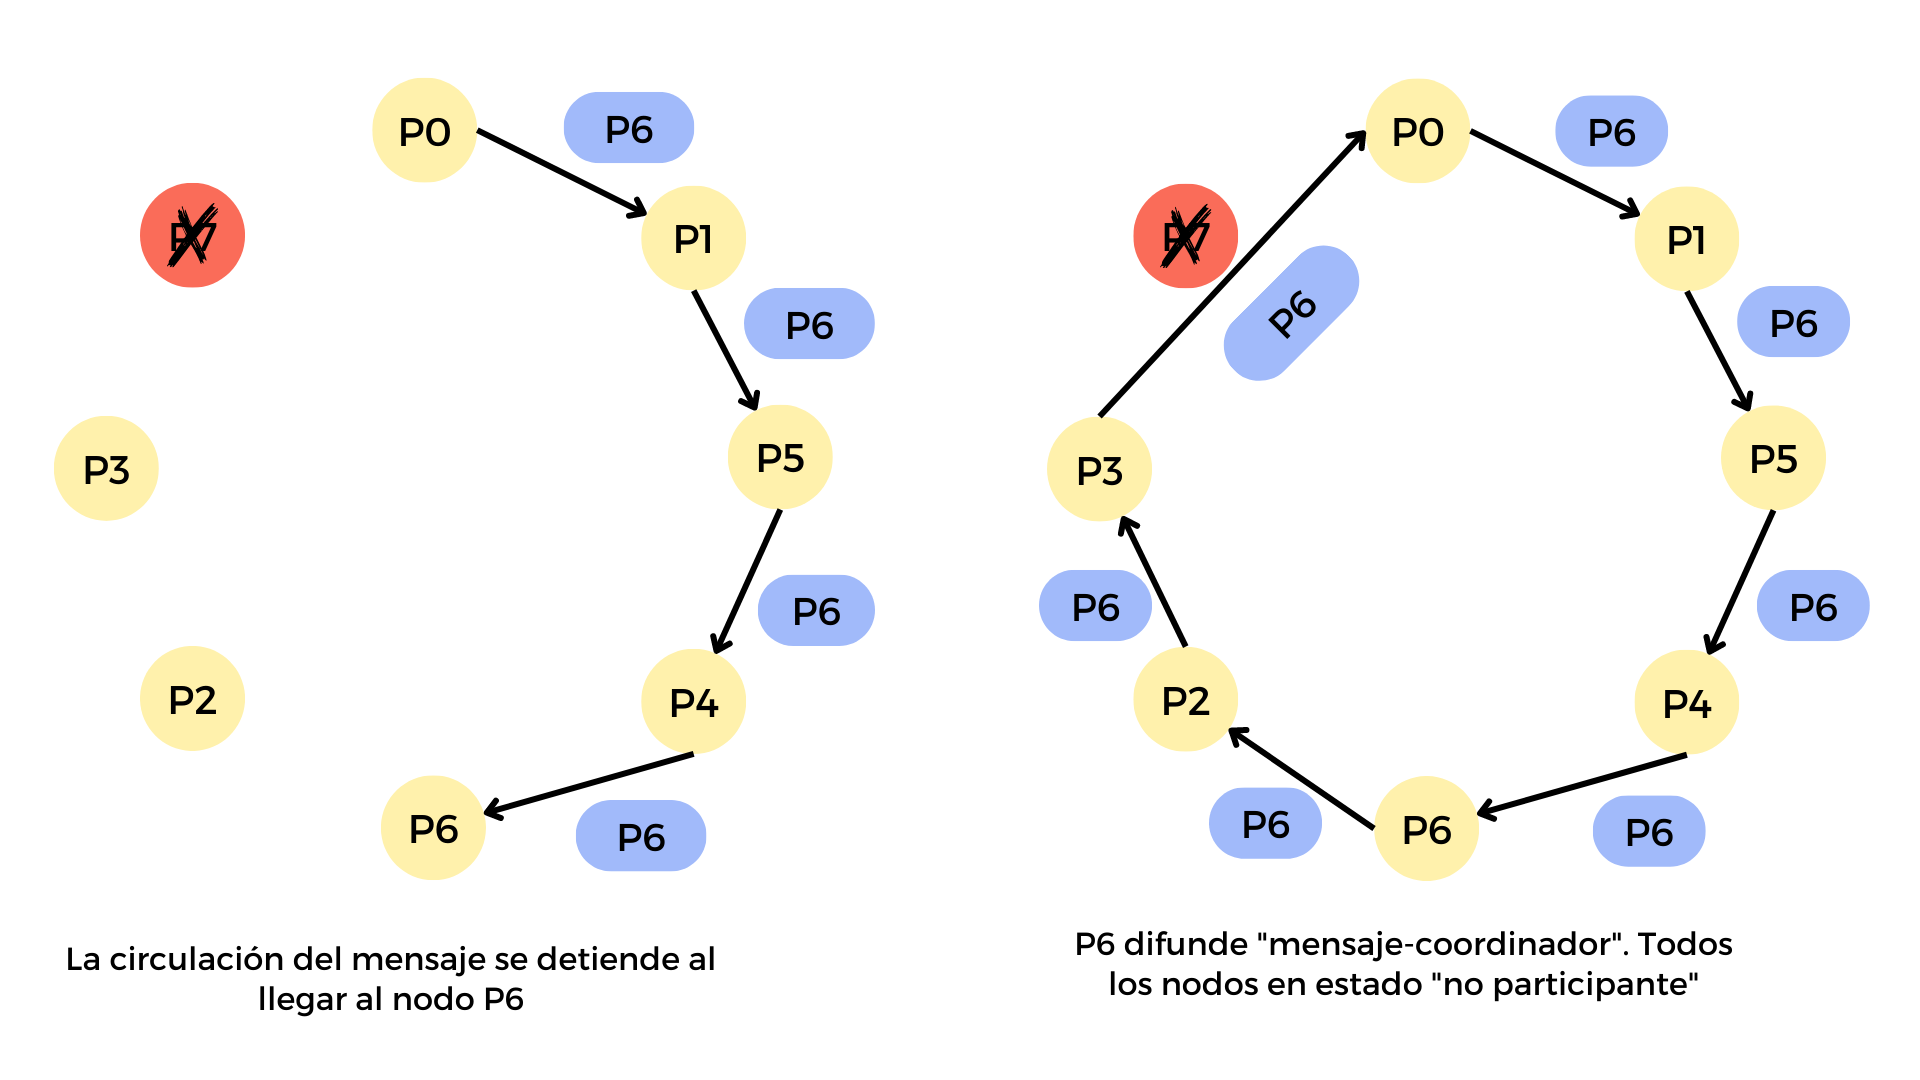 P0
P6
P7
P1
P6
P3
P5
P6
P2
P4
P6
P6
La circulación del mensaje se detiende al
llegar al nodo P6
P0
P6
P7
P1
P6
P6
P3
P5
P6
P6
P2
P4
P6
P6
P6
P6 difunde "mensaje-coordinador". Todos
los nodos en estado "no participante"